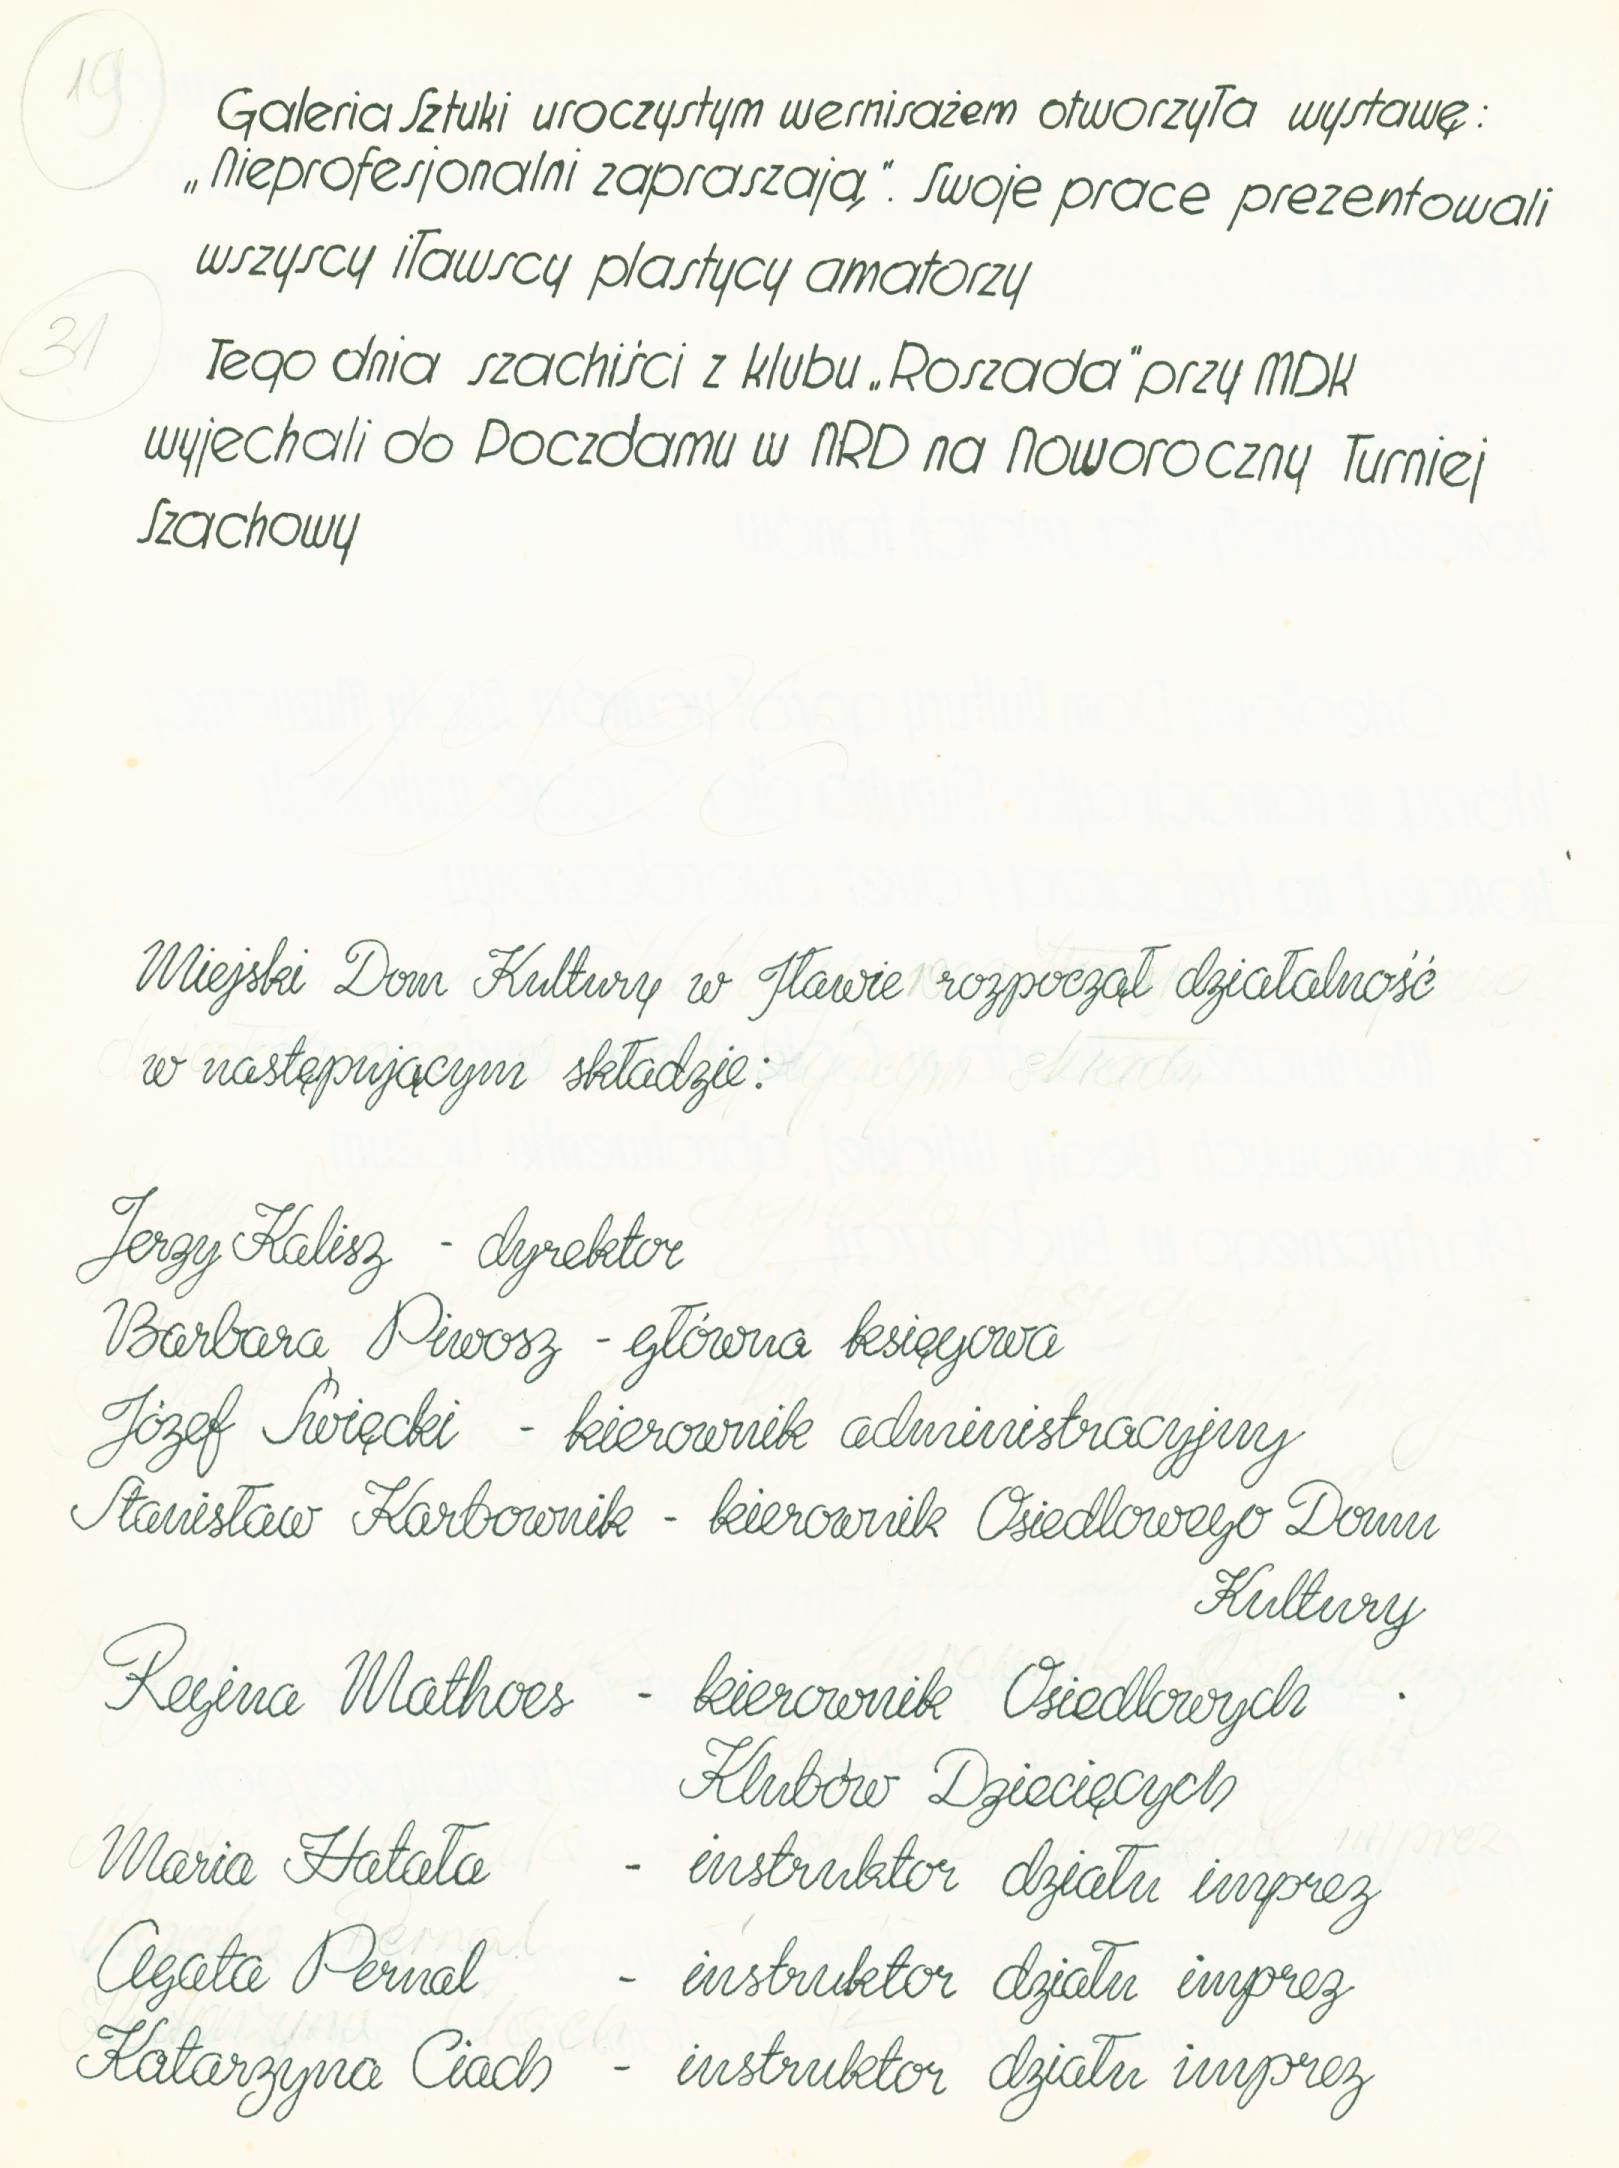 19
Galeria Sztuki uroczystym wernisażem otworzyła wystawę:
„Nieprofesjonalni zapraszają". Swoje prace prezentowali
wszyscy iławscy plastycy amatorzy
31
Tego dnia szachiści z klubu „Roszada" przy MDK
wyjechali do Poczdamu w NRD na Noworoczny Turniej
Szachowy
Miejski Dom Kultury w Iławie rozpoczął działalność
w następującym składzie:
Jerzy Kalisz - dyrektor
Barbara Piwosz - główna księgowa
Józef Święcki - kierownik administracyjny
Stanisław Karbownik - kierownik Osiedlowego Domu
Kultury
Regina Mathoes - kierownik Osiedlowych
Klubów Dziecięcych
Maria Hatała - instruktor działu imprez
Agata Pernal - instruktor działu imprez
Katarzyna Ciach - instruktor działu imprez